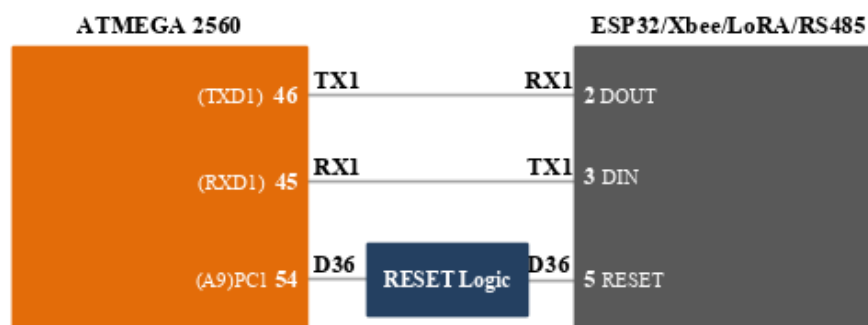 ATMEGA 2560 ESP32/Xbee/LoRA/RS485
(TXD1) 46 TX1 RX1 2 DOUT
(RXD1) 45 RX1 TX1 3 DIN
(A9)PC1 54 D36 RESET Logic D36 5 RESET